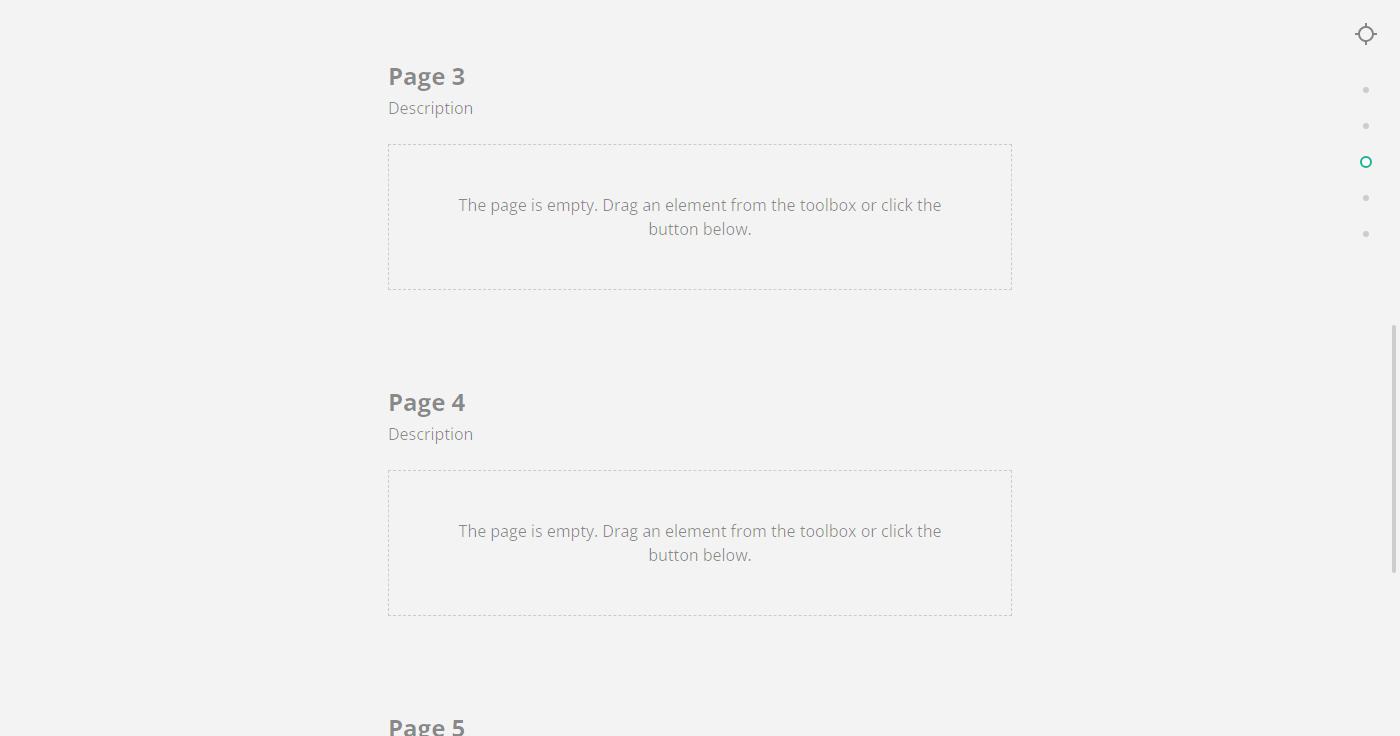 Page 3
Description
The page is empty. Drag an element from the toolbox or click the
button below.
Page 4
Description
The page is empty. Drag an element from the toolbox or click the
button below.
Page 5